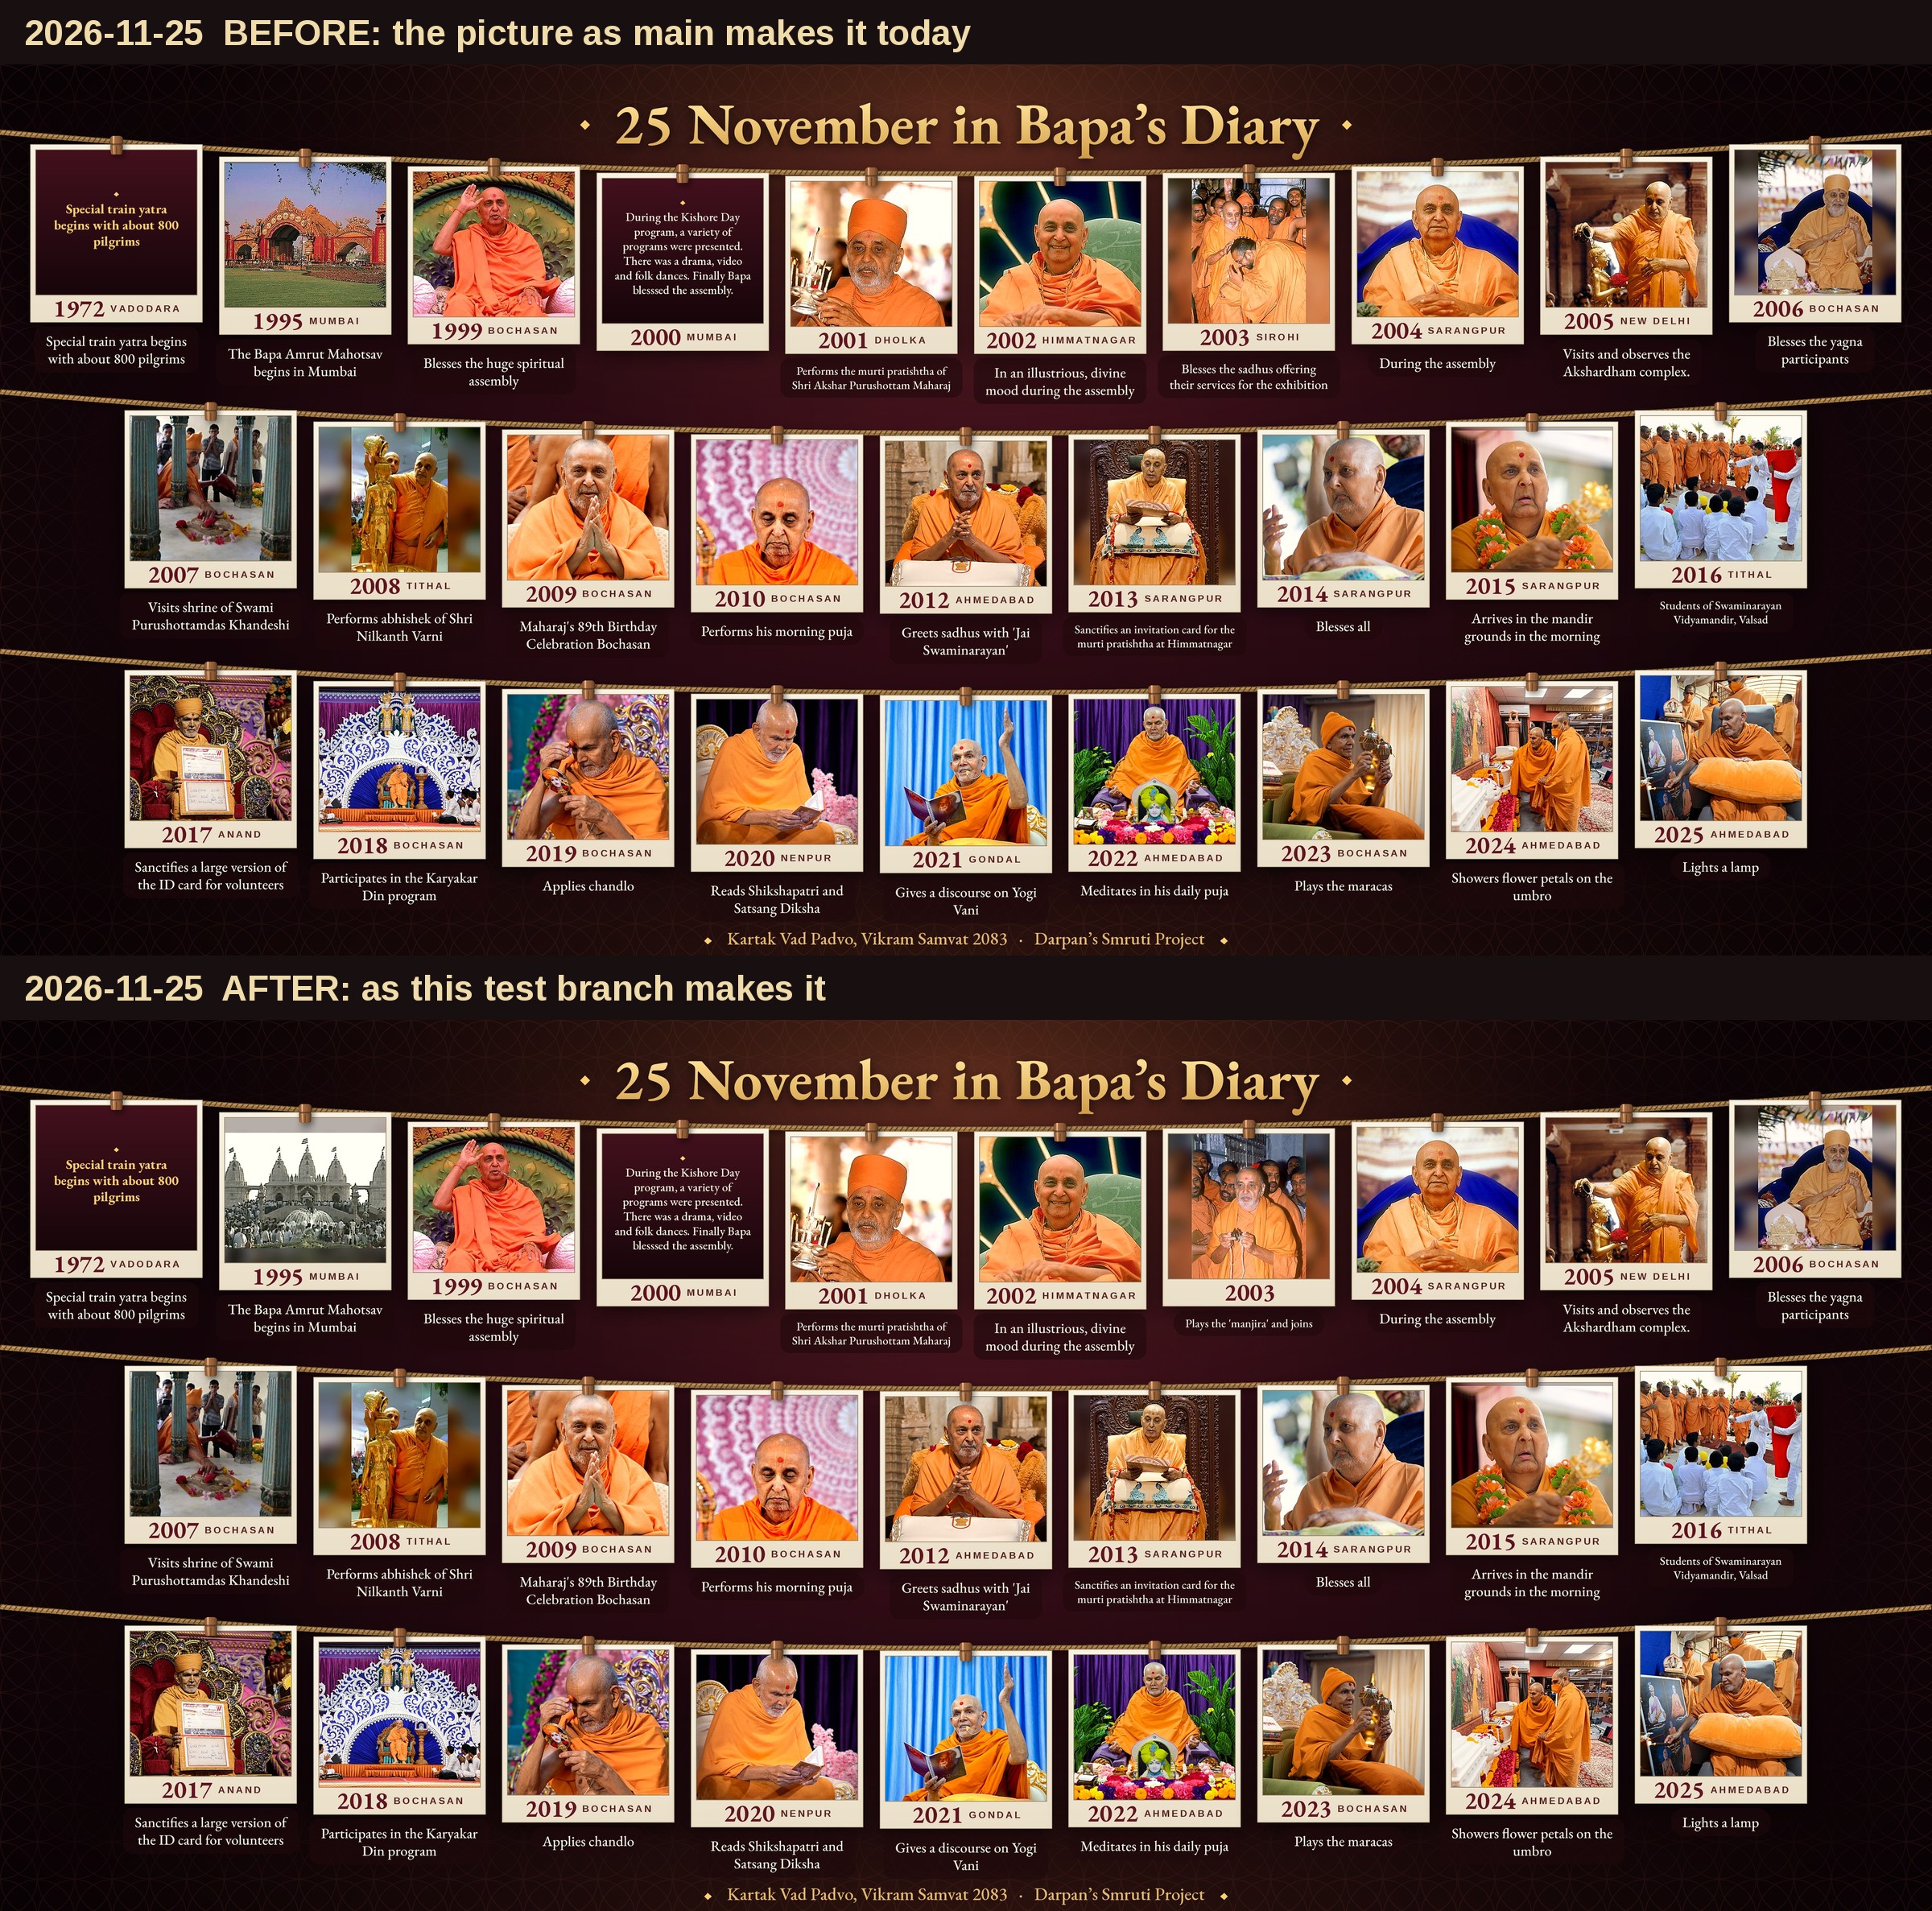 2026-11-25 BEFORE: the picture as main makes it today
25 November in Bapa’s Diary
Special train yatra
begins with about 800
pilgrims
1972 VADODARA
Special train yatra begins
with about 800 pilgrims
1995 MUMBAI
The Bapa Amrut Mahotsav
begins in Mumbai
1999 BOCHASAN
Blesses the huge spiritual
assembly
During the Kishore Day
program, a variety of
programs were presented.
There was a drama, video
and folk dances. Finally Bapa
blesssed the assembly.
2000 MUMBAI
2001 DHOLKA
Performs the murti pratishtha of
Shri Akshar Purushottam Maharaj
2002 HIMMATNAGAR
In an illustrious, divine
mood during the assembly
2003 SIROHI
Blesses the sadhus offering
their services for the exhibition
2004 SARANGPUR
During the assembly
2005 NEW DELHI
Visits and observes the
Akshardham complex.
2006 BOCHASAN
Blesses the yagna
participants
2007 BOCHASAN
Visits shrine of Swami
Purushottamdas Khandeshi
2008 TITHAL
Performs abhishek of Shri
Nilkanth Varni
2009 BOCHASAN
Maharaj's 89th Birthday
Celebration Bochasan
2010 BOCHASAN
Performs his morning puja
2012 AHMEDABAD
Greets sadhus with 'Jai
Swaminarayan'
2013 SARANGPUR
Sanctifies an invitation card for the
murti pratishtha at Himmatnagar
2014 SARANGPUR
Blesses all
2015 SARANGPUR
Arrives in the mandir
grounds in the morning
2016 TITHAL
Students of Swaminarayan
Vidyamandir, Valsad
2017 ANAND
Sanctifies a large version of
the ID card for volunteers
2018 BOCHASAN
Participates in the Karyakar
Din program
2019 BOCHASAN
Applies chandlo
2020 NENPUR
Reads Shikshapatri and
Satsang Diksha
2021 GONDAL
Gives a discourse on Yogi
Vani
2022 AHMEDABAD
Meditates in his daily puja
2023 BOCHASAN
Plays the maracas
2024 AHMEDABAD
Showers flower petals on the
umbro
2025 AHMEDABAD
Lights a lamp
Kartak Vad Padvo, Vikram Samvat 2083 · Darpan’s Smruti Project
2026-11-25 AFTER: as this test branch makes it
25 November in Bapa’s Diary
Special train yatra
begins with about 800
pilgrims
1972 VADODARA
Special train yatra begins
with about 800 pilgrims
1995 MUMBAI
The Bapa Amrut Mahotsav
begins in Mumbai
1999 BOCHASAN
Blesses the huge spiritual
assembly
During the Kishore Day
program, a variety of
programs were presented.
There was a drama, video
and folk dances. Finally Bapa
blesssed the assembly.
2000 MUMBAI
2001 DHOLKA
Performs the murti pratishtha of
Shri Akshar Purushottam Maharaj
2002 HIMMATNAGAR
In an illustrious, divine
mood during the assembly
2003
Plays the 'manjira' and joins
2004 SARANGPUR
During the assembly
2005 NEW DELHI
Visits and observes the
Akshardham complex.
2006 BOCHASAN
Blesses the yagna
participants
2007 BOCHASAN
Visits shrine of Swami
Purushottamdas Khandeshi
2008 TITHAL
Performs abhishek of Shri
Nilkanth Varni
2009 BOCHASAN
Maharaj's 89th Birthday
Celebration Bochasan
2010 BOCHASAN
Performs his morning puja
2012 AHMEDABAD
Greets sadhus with 'Jai
Swaminarayan'
2013 SARANGPUR
Sanctifies an invitation card for the
murti pratishtha at Himmatnagar
2014 SARANGPUR
Blesses all
2015 SARANGPUR
Arrives in the mandir
grounds in the morning
2016 TITHAL
Students of Swaminarayan
Vidyamandir, Valsad
2017 ANAND
Sanctifies a large version of
the ID card for volunteers
2018 BOCHASAN
Participates in the Karyakar
Din program
2019 BOCHASAN
Applies chandlo
2020 NENPUR
Reads Shikshapatri and
Satsang Diksha
2021 GONDAL
Gives a discourse on Yogi
Vani
2022 AHMEDABAD
Meditates in his daily puja
2023 BOCHASAN
Plays the maracas
2024 AHMEDABAD
Showers flower petals on the
umbro
2025 AHMEDABAD
Lights a lamp
Kartak Vad Padvo, Vikram Samvat 2083 · Darpan’s Smruti Project